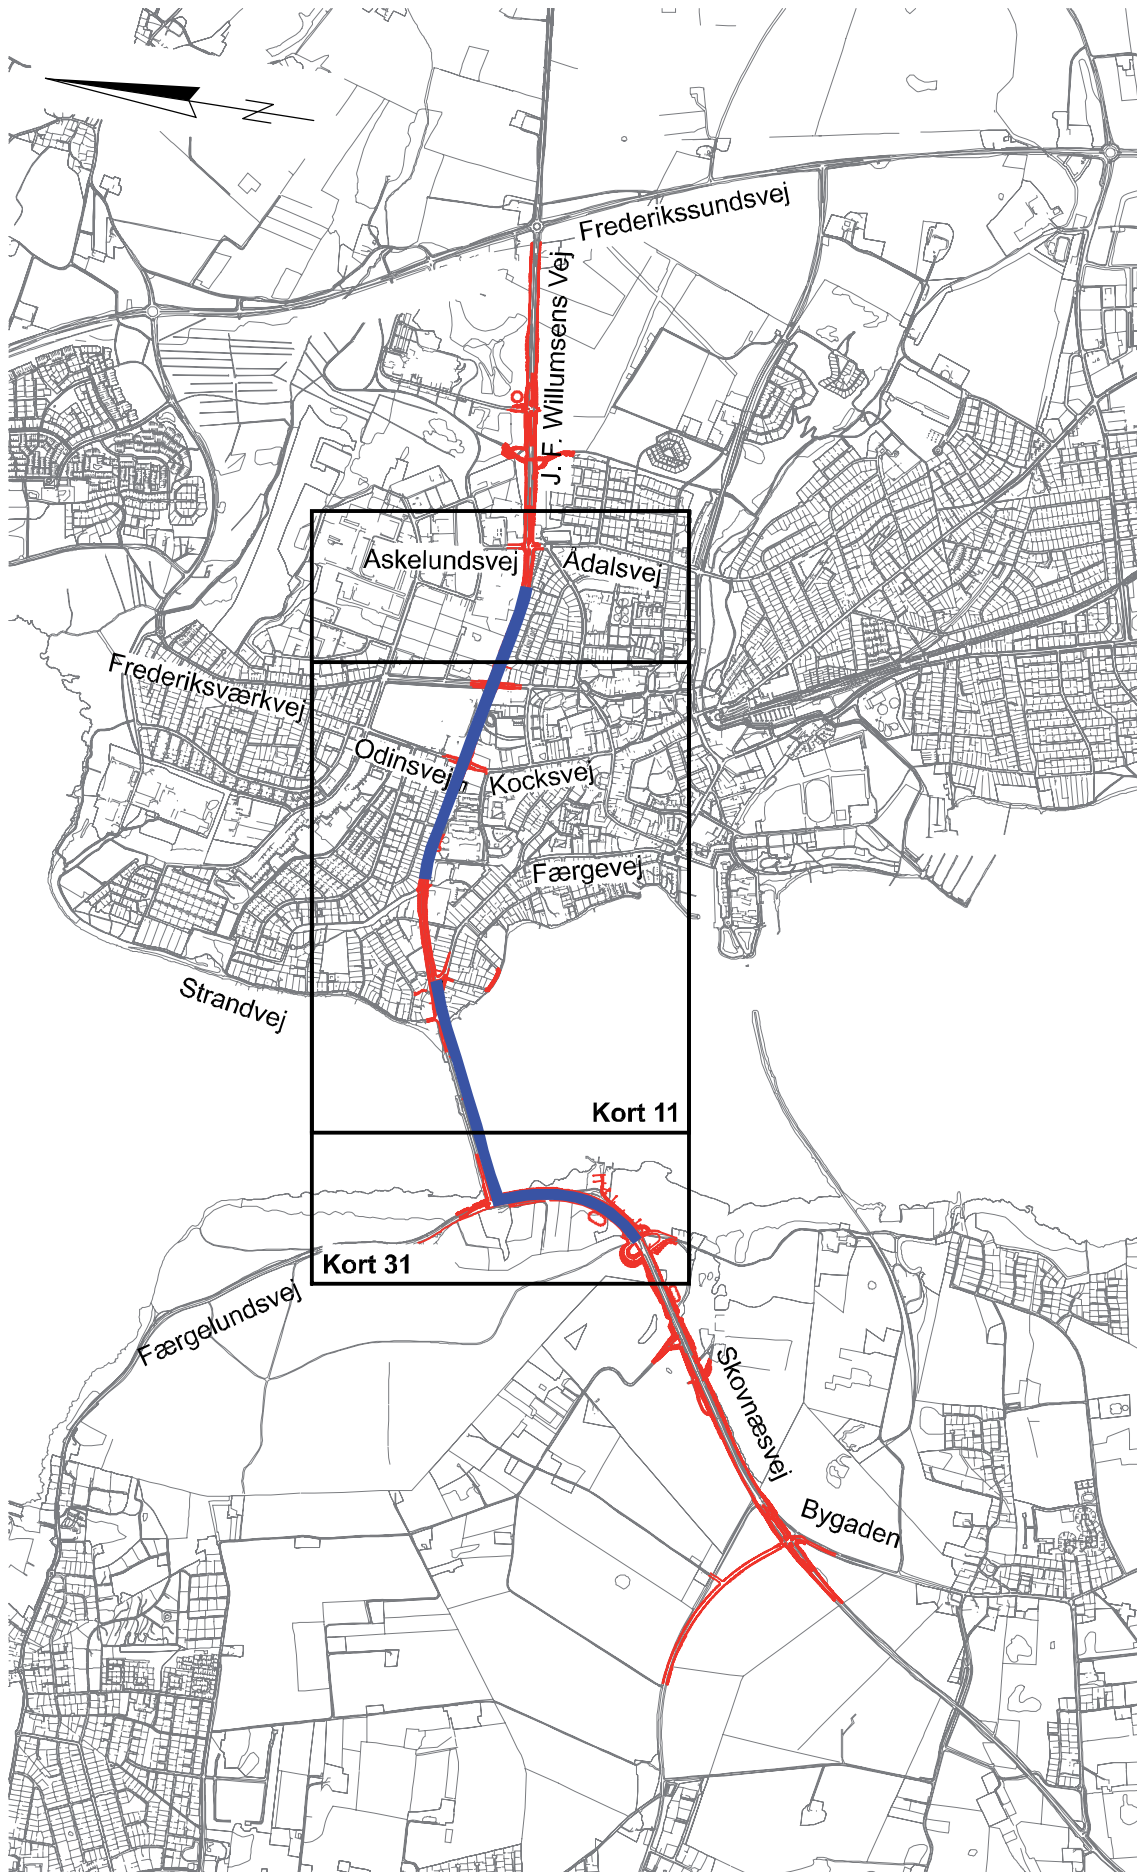 N
Frederikssundsvej
J. F. Willumsens Vej
Askelundsvej
Ådalsvej
Frederiksværkvej
Odinsvej
Kocksvej
Færgevej
Strandvej
Kort 11
Kort 31
Færgelundsvej
Skovnæsvej
Bygaden